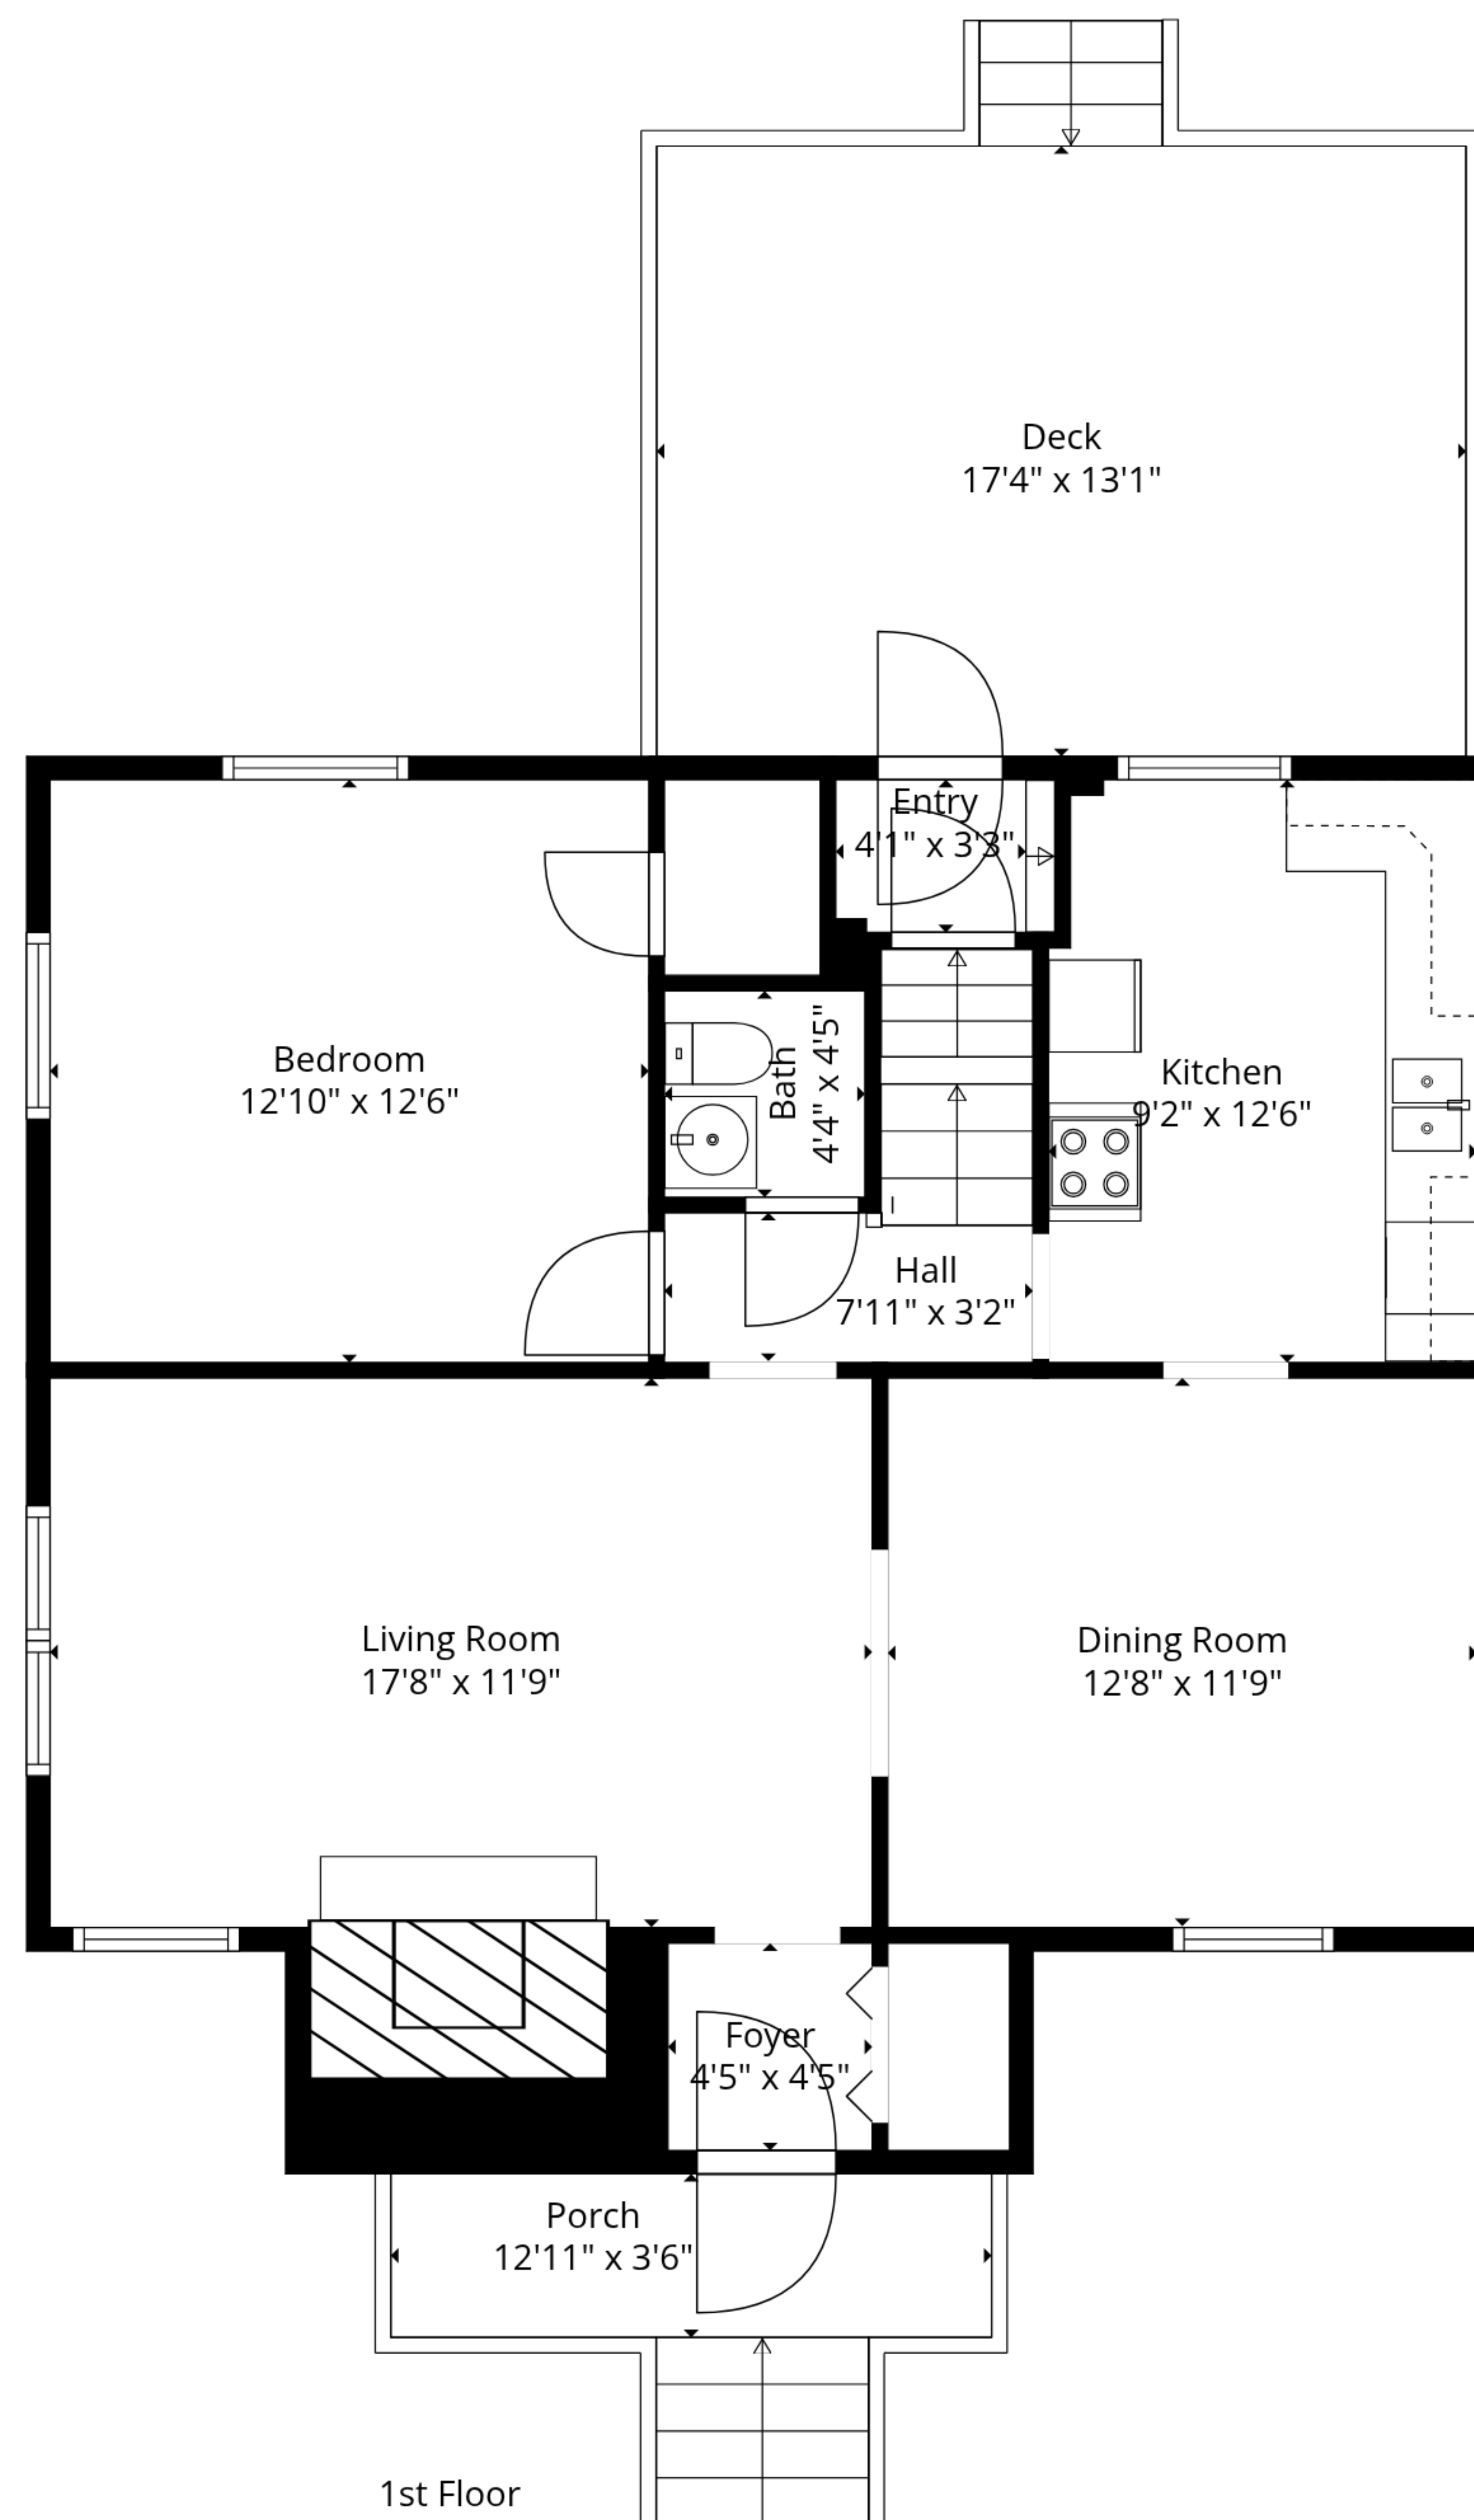 Deck
17'4" x 13'1"
Entry
4'1" x 3'3"
Bedroom
12'10" x 12'6"
Bath
4'4" x 4'5"
Kitchen
9'2" x 12'6"
Hall
7'11" x 3'2"
Living Room
17'8" x 11'9"
Dining Room
12'8" x 11'9"
Foyer
4'5" x 4'5"
Porch
12'11" x 3'6"
1st Floor